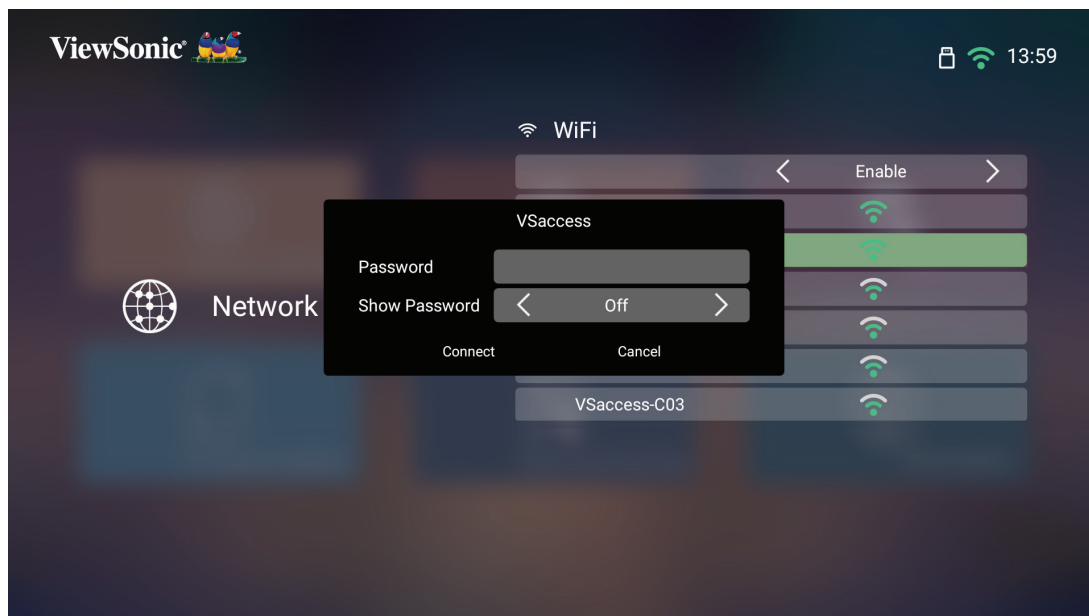 ViewSonic®
13:59
WiFi
Enable
VSaccess
Password
Network
Show Password
Off
Connect
Cancel
VSaccess-C03